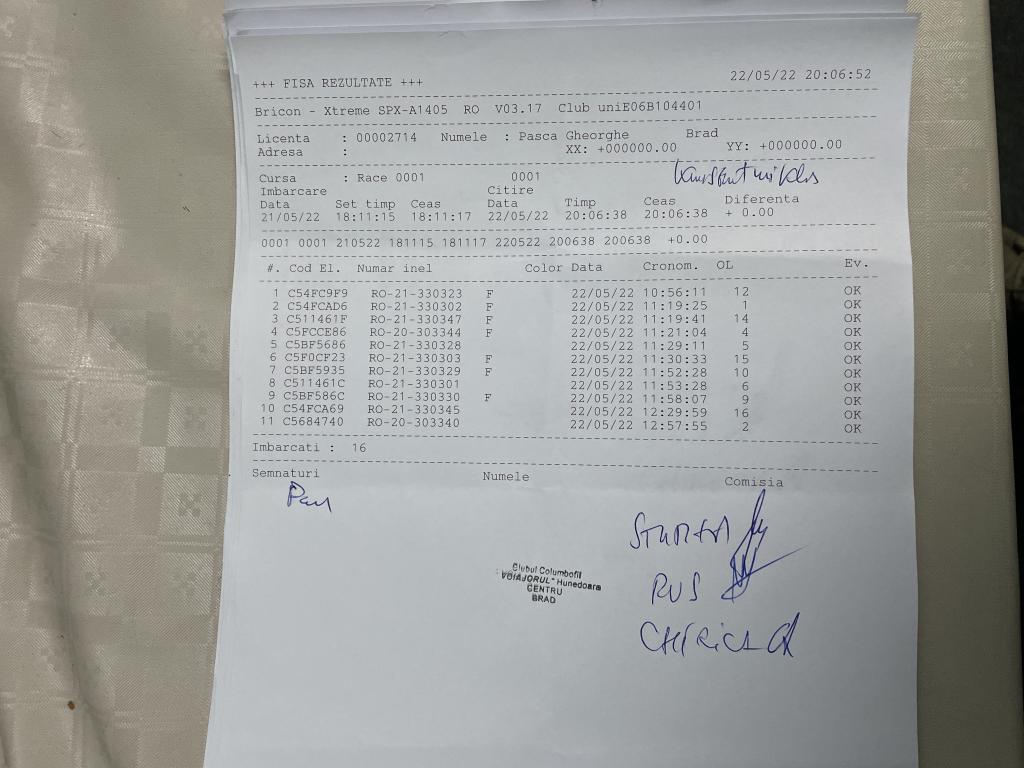 +++ FISA REZULTATE +++ 22/05/22 20:06:52
Bricon - Xtreme SPX-A1405 RO V03.17 Club uniE06B104401
Licenta : 00002714 Numele : Pasca Gheorghe Brad
Adresa : XX: +000000.00 YY: +000000.00
Cursa : Race 0001 0001
Imbarcare Citire
Data Set timp Ceas Data Timp Ceas Diferenta
21/05/22 18:11:15 18:11:17 22/05/22 20:06:38 20:06:38 + 0.00
0001 0001 210522 181115 181117 220522 200638 200638 +0.00
#. Cod El. Numar inel Color Data Cronom. OL Ev.
1 C54FC9F9 RO-21-330323 F 22/05/22 10:56:11 12 OK
2 C54FCAD6 RO-21-330302 F 22/05/22 11:19:25 1 OK
3 C511461F RO-21-330347 F 22/05/22 11:19:41 14 OK
4 C5FCCE86 RO-20-303344 F 22/05/22 11:21:04 4 OK
5 C5BF5686 RO-21-330328 22/05/22 11:29:11 5 OK
6 C5F0CF23 RO-21-330303 F 22/05/22 11:30:33 15 OK
7 C5BF5935 RO-21-330329 F 22/05/22 11:52:28 10 OK
8 C511461C RO-21-330301 22/05/22 11:53:28 6 OK
9 C5BF586C RO-21-330330 F 22/05/22 11:58:07 9 OK
10 C54FCA69 RO-21-330345 22/05/22 12:29:59 16 OK
11 C5684740 RO-20-303340 22/05/22 12:57:55 2 OK
Imbarcati : 16
Semnaturi Numele Comisia
Clubul Columbofil
"VOIAJORUL" Hunedoara
CENTRU
BRAD
RUS